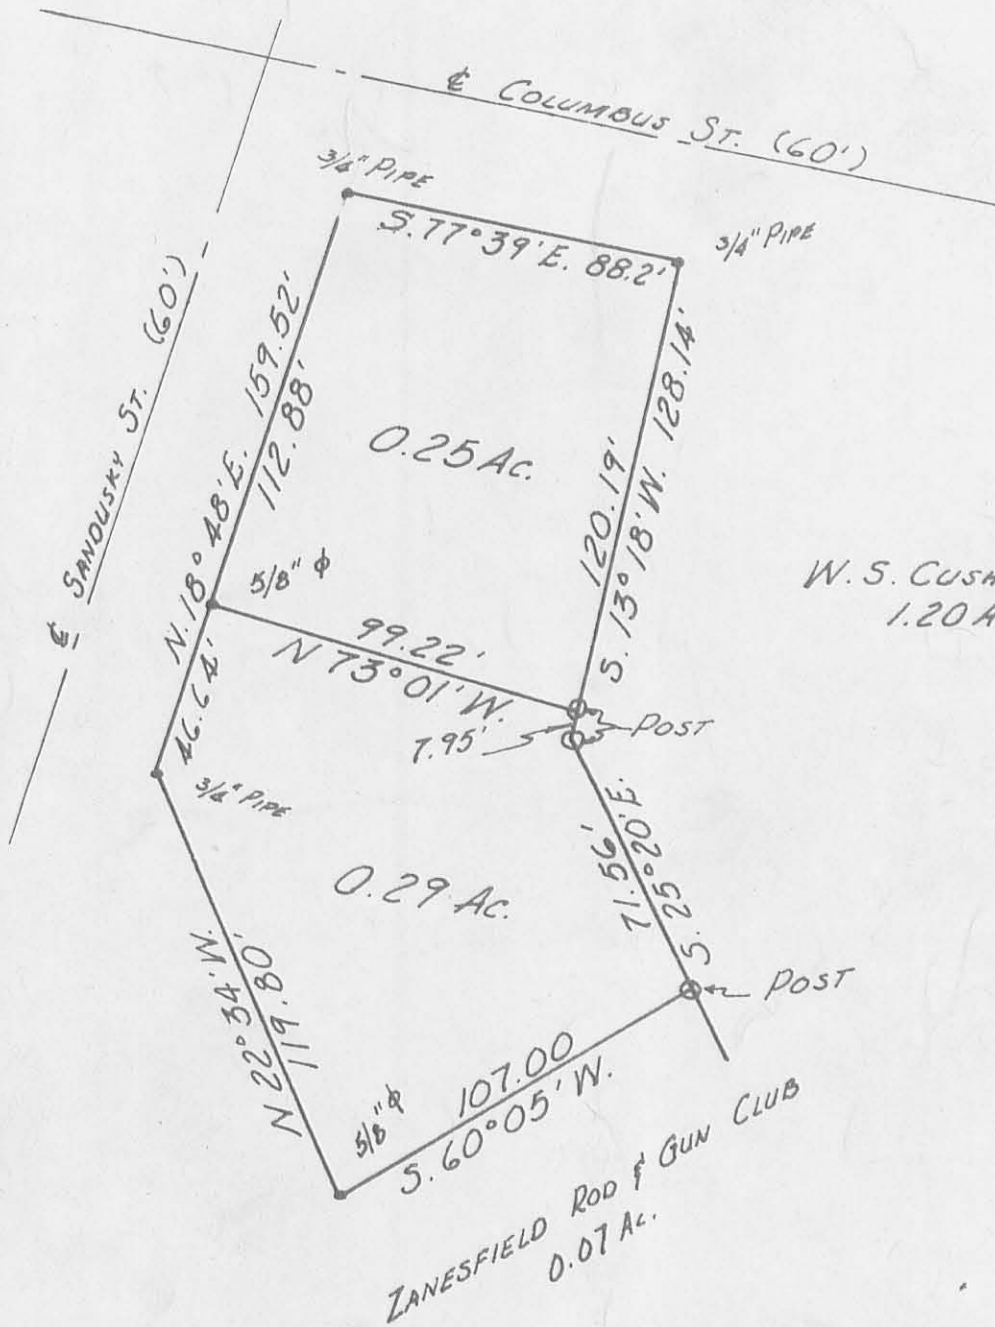 ℄ COLUMBUS ST. (60')
3/4" PIPE
S. 77° 39' E. 88.2'
3/4" PIPE
℄ SANDUSKY ST. (60')
N. 18° 48' E. 159.52'
112.88'
0.25 AC.
120.19'
S. 13° 18' W. 128.14'
5/8" ϕ
W. S. CUSH
1.20 A
99.22'
N 73° 01' W.
46.64'
7.95'
POST
3/4" PIPE
0.29 AC.
71.56'
S. 25° 20' E.
N 22° 34' W.
119.80'
POST
5/8" ϕ
107.00
S. 60° 05' W.
ZANESFIELD ROD & GUN CLUB
0.07 AC.